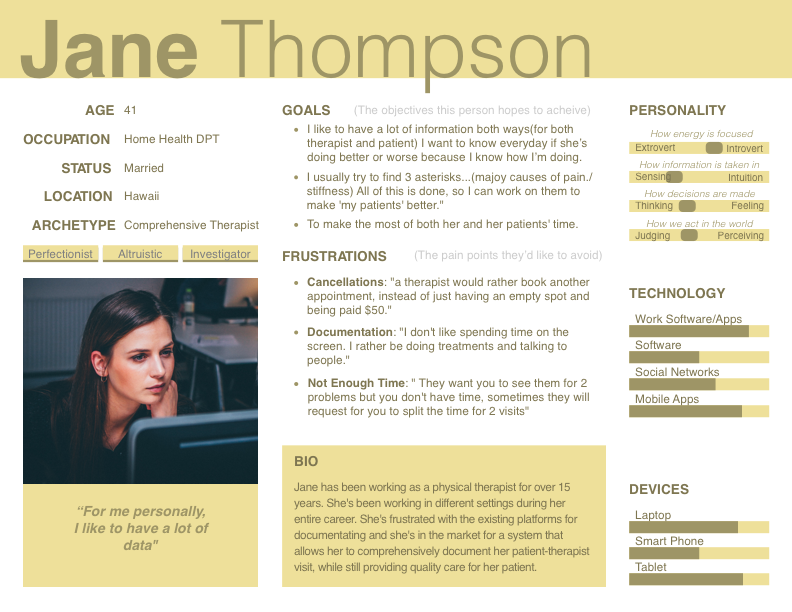 Jane Thompson
AGE 41
OCCUPATION Home Health DPT
STATUS Married
LOCATION Hawaii
ARCHETYPE Comprehensive Therapist
Perfectionist Altruistic Investigator
“For me personally,
I like to have a lot of
data"
GOALS (The objectives this person hopes to acheive)
• I like to have a lot of information both ways(for both
therapist and patient) I want to know everyday if she's
doing better or worse because I know how I'm doing.
• I usually try to find 3 asterisks...(majoy causes of pain./
stiffness) All of this is done, so I can work on them to
make 'my patients' better."
• To make the most of both her and her patients' time.
FRUSTRATIONS (The pain points they'd like to avoid)
• Cancellations: "a therapist would rather book another
appointment, instead of just having an empty spot and
being paid $50."
• Documentation: "I don't like spending time on the
screen. I rather be doing treatments and talking to
people."
• Not Enough Time: " They want you to see them for 2
problems but you don't have time, sometimes they will
request for you to split the time for 2 visits"
BIO
Jane has been working as a physical therapist for over 15
years. She's been working in different settings during her
entire career. She's frustrated with the existing platforms for
documentating and she's in the market for a system that
allows her to comprehensively document her patient-therapist
visit, while still providing quality care for her patient.
PERSONALITY
How energy is focused
Extrovert Introvert
How information is taken in
Sensing Intuition
How decisions are made
Thinking Feeling
How we act in the world
Judging Perceiving
TECHNOLOGY
Work Software/Apps
Software
Social Networks
Mobile Apps
DEVICES
Laptop
Smart Phone
Tablet